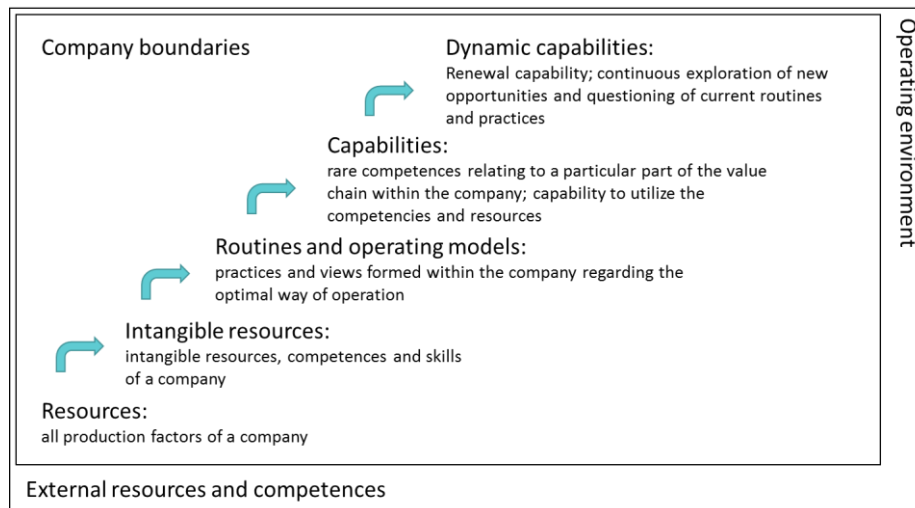 Company boundaries
Dynamic capabilities:
Renewal capability; continuous exploration of new
opportunities and questioning of current routines
and practices
Capabilities:
rare competences relating to a particular part of the value
chain within the company; capability to utilize the
competencies and resources
Routines and operating models:
practices and views formed within the company regarding the
optimal way of operation
Intangible resources:
intangible resources, competences and skills
of a company
Resources:
all production factors of a company
External resources and competences
Operating environment